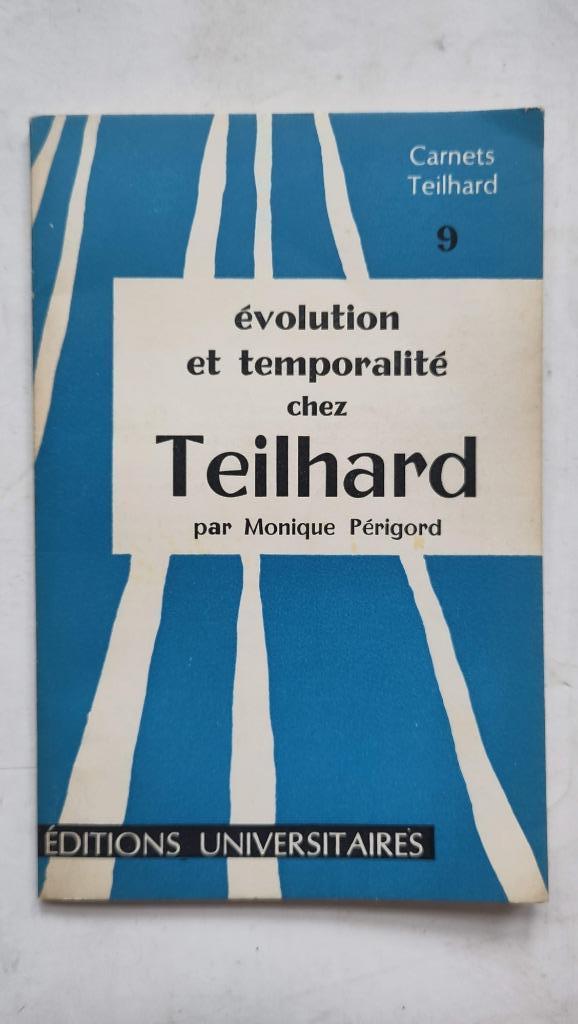 Carnets
Teilhard
9
évolution
et temporalité
chez
Teilhard
par Monique Périgord
ÉDITIONS UNIVERSITAIRES